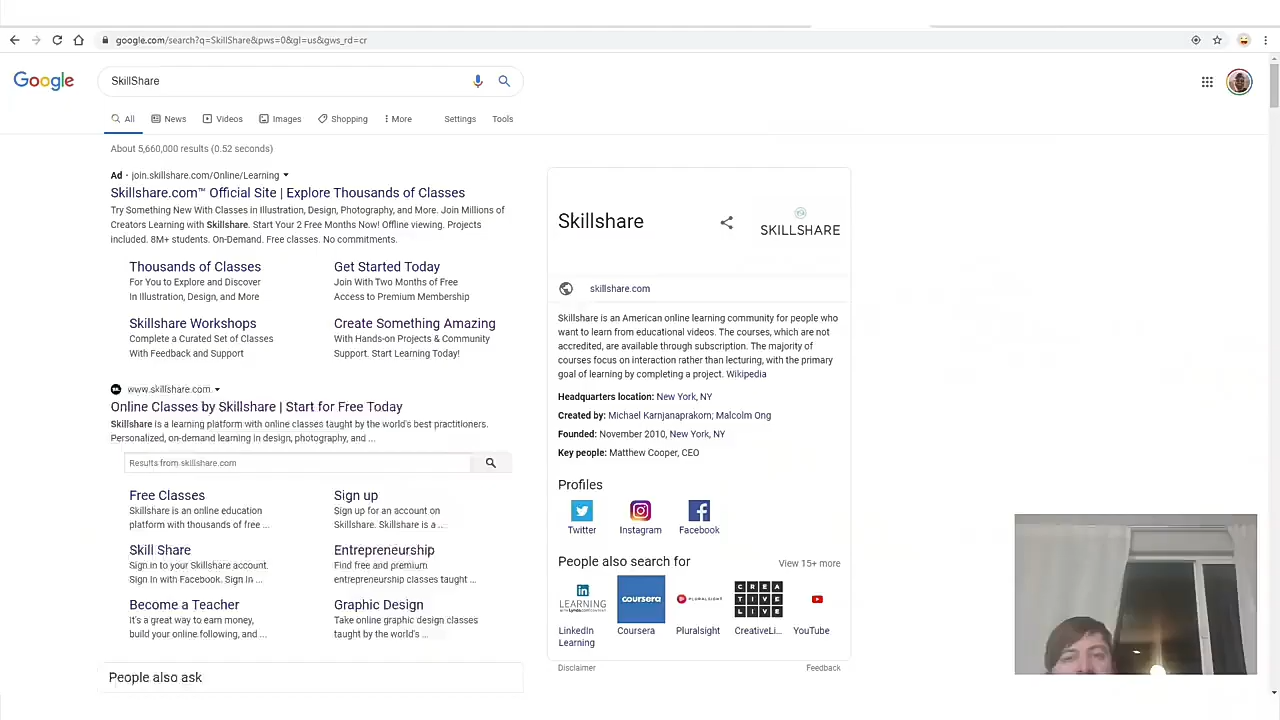 google.com/search?q=SkillShare&pws=0&gl=us&gws_rd=cr
Google
SkillShare
All
News
Videos
Images
Shopping
More
Settings
Tools
About 5,660,000 results (0.52 seconds)
Ad · join.skillshare.com/Online/Learning
Skillshare.com™ Official Site | Explore Thousands of Classes
Try Something New With Classes in Illustration, Design, Photography, and More. Join Millions of
Creators Learning with Skillshare. Start Your 2 Free Months Now! Offline viewing. Projects
included. 8M+ students. On-Demand. Free classes. No commitments.
Thousands of Classes
For You to Explore and Discover
In Illustration, Design, and More
Get Started Today
Join With Two Months of Free
Access to Premium Membership
Skillshare Workshops
Complete a Curated Set of Classes
With Feedback and Support
Create Something Amazing
With Hands-on Projects & Community
Support. Start Learning Today!
www.skillshare.com
Online Classes by Skillshare | Start for Free Today
Skillshare is a learning platform with online classes taught by the world's best practitioners.
Personalized, on-demand learning in design, photography, and ...
Results from skillshare.com
Free Classes
Skillshare is an online education
platform with thousands of free ...
Sign up
Sign up for an account on
Skillshare. Skillshare is a ...
Skill Share
Sign in to your Skillshare account.
Sign In with Facebook. Sign In ...
Entrepreneurship
Find free and premium
entrepreneurship classes taught ...
Become a Teacher
It's a great way to earn money,
build your online following, and ...
Graphic Design
Take online graphic design classes
taught by the world's ...
People also ask
Skillshare
SKILLSHARE
skillshare.com
Skillshare is an American online learning community for people who
want to learn from educational videos. The courses, which are not
accredited, are available through subscription. The majority of
courses focus on interaction rather than lecturing, with the primary
goal of learning by completing a project. Wikipedia
Headquarters location: New York, NY
Created by: Michael Karnjanaprakorn; Malcolm Ong
Founded: November 2010, New York, NY
Key people: Matthew Cooper, CEO
Profiles
Twitter
Instagram
Facebook
People also search for
View 15+ more
in
LEARNING
coursera
PLURALSIGHT
CREA
TIVE
LIVE
LinkedIn
Learning
Coursera
Pluralsight
CreativeLi...
YouTube
Disclaimer
Feedback